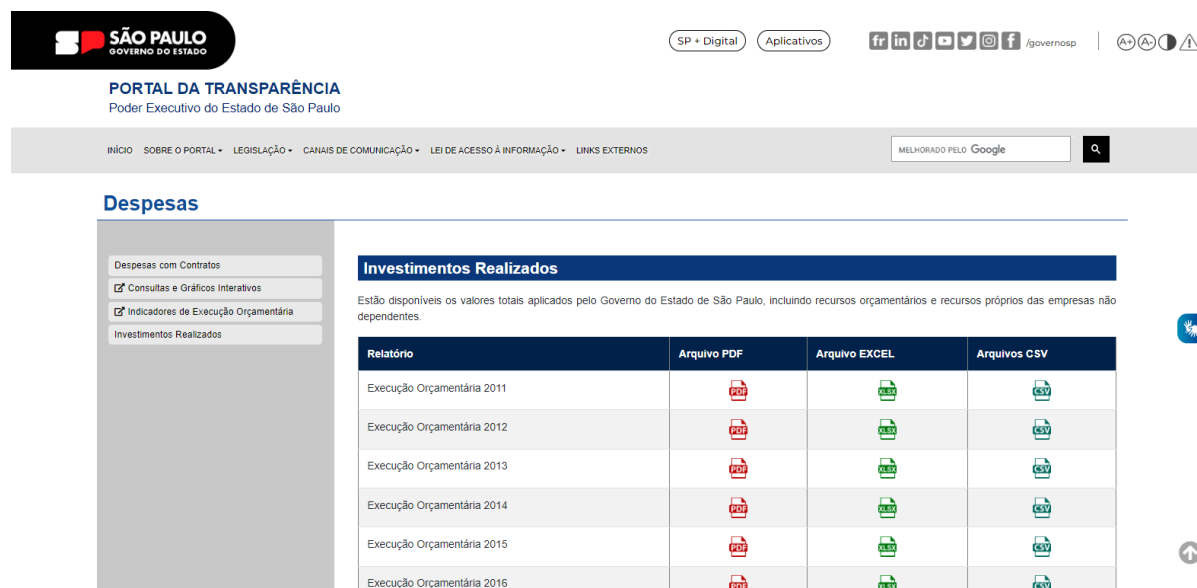 SÃO PAULO
GOVERNO DO ESTADO
SP + Digital
Aplicativos
/governosp
A+
A-
PORTAL DA TRANSPARÊNCIA
Poder Executivo do Estado de São Paulo
INÍCIO SOBRE O PORTAL LEGISLAÇÃO CANAIS DE COMUNICAÇÃO LEI DE ACESSO À INFORMAÇÃO LINKS EXTERNOS
MELHORADO PELO Google
Despesas
Despesas com Contratos
Consultas e Gráficos Interativos
Indicadores de Execução Orçamentária
Investimentos Realizados
Investimentos Realizados
Estão disponíveis os valores totais aplicados pelo Governo do Estado de São Paulo, incluindo recursos orçamentários e recursos próprios das empresas não
dependentes.
Relatório Arquivo PDF Arquivo EXCEL Arquivos CSV
Execução Orçamentária 2011 PDF XLSX CSV
Execução Orçamentária 2012 PDF XLSX CSV
Execução Orçamentária 2013 PDF XLSX CSV
Execução Orçamentária 2014 PDF XLSX CSV
Execução Orçamentária 2015 PDF XLSX CSV
Execução Orçamentária 2016 PDF XLSX CSV